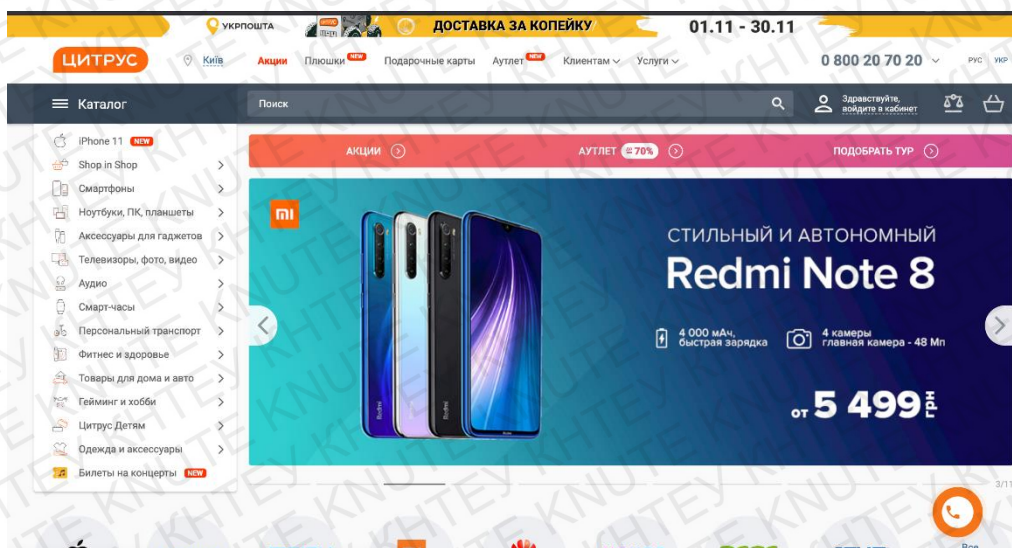 УКРПОШТА ДОСТАВКА ЗА КОПЕЙКУ 01.11 - 30.11
ЦИТРУС Київ Акции Плюшки NEW Подарочные карты Аутлет NEW Клиентам Услуги 0 800 20 70 20 РУС УКР
Каталог Поиск Здравствуйте,
войдите в кабинет
iPhone 11 NEW
Shop in Shop
Смартфоны
Ноутбуки, ПК, планшеты
Аксессуары для гаджетов
Телевизоры, фото, видео
Аудио
Смарт-часы
Персональный транспорт
Фитнес и здоровье
Товары для дома и авто
Гейминг и хобби
Цитрус Детям
Одежда и аксессуары
Билеты на концерты NEW
АКЦИИ АУТЛЕТ 70% ПОДОБРАТЬ ТУР
СТИЛЬНЫЙ И АВТОНОМНЫЙ
Redmi Note 8
4 000 мАч,
быстрая зарядка
4 камеры
главная камера - 48 Мп
от 5 499 грн
Redmi
Redmi
3/11
Все
KNUTE KHTEY